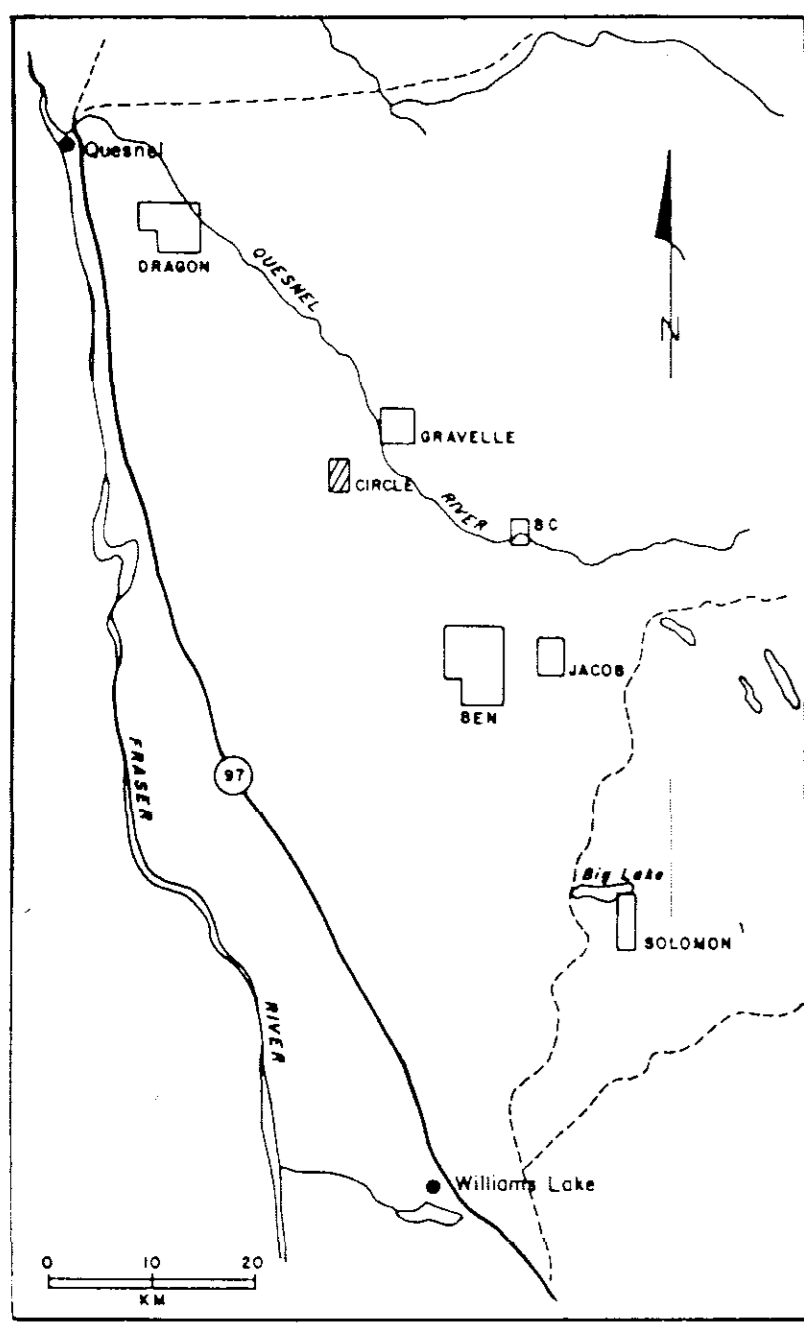 Quesnel
DRAGON
QUESNEL
RIVER
N
GRAVELLE
CIRCLE
BC
JACOB
BEN
97
FRASER
RIVER
Big Lake
SOLOMON
Williams Lake
0 10 20
KM